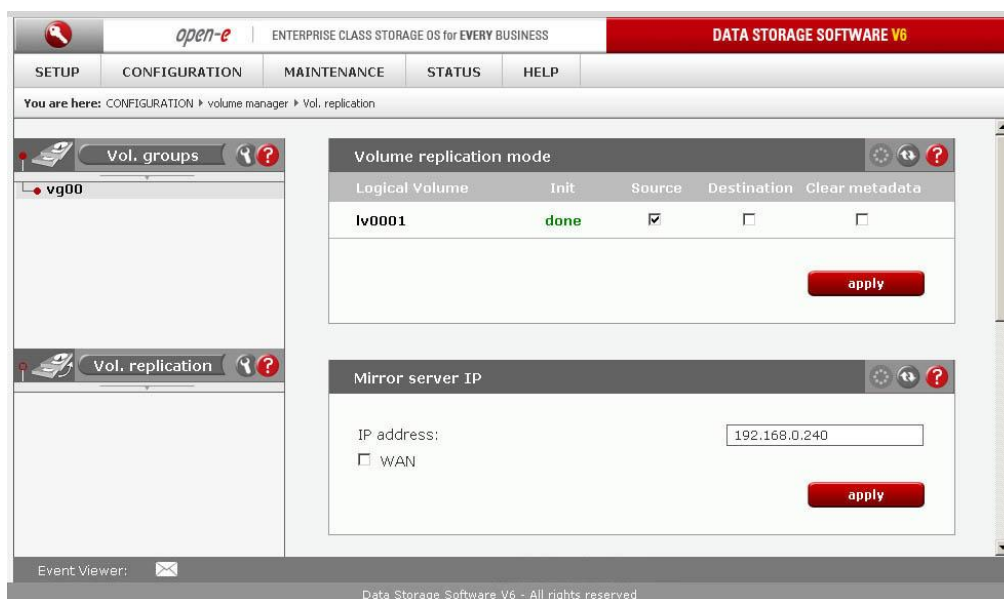 open-e ENTERPRISE CLASS STORAGE OS for EVERY BUSINESS DATA STORAGE SOFTWARE V6
SETUP CONFIGURATION MAINTENANCE STATUS HELP
You are here: CONFIGURATION volume manager Vol. replication
Vol. groups ?
vg00
Volume replication mode ?
Logical Volume Init Source Destination Clear metadata
lv0001 done
apply
Vol. replication ?
Mirror server IP ?
IP address: 192.168.0.240
WAN
apply
Event Viewer:
Data Storage Software V6 - All rights reserved